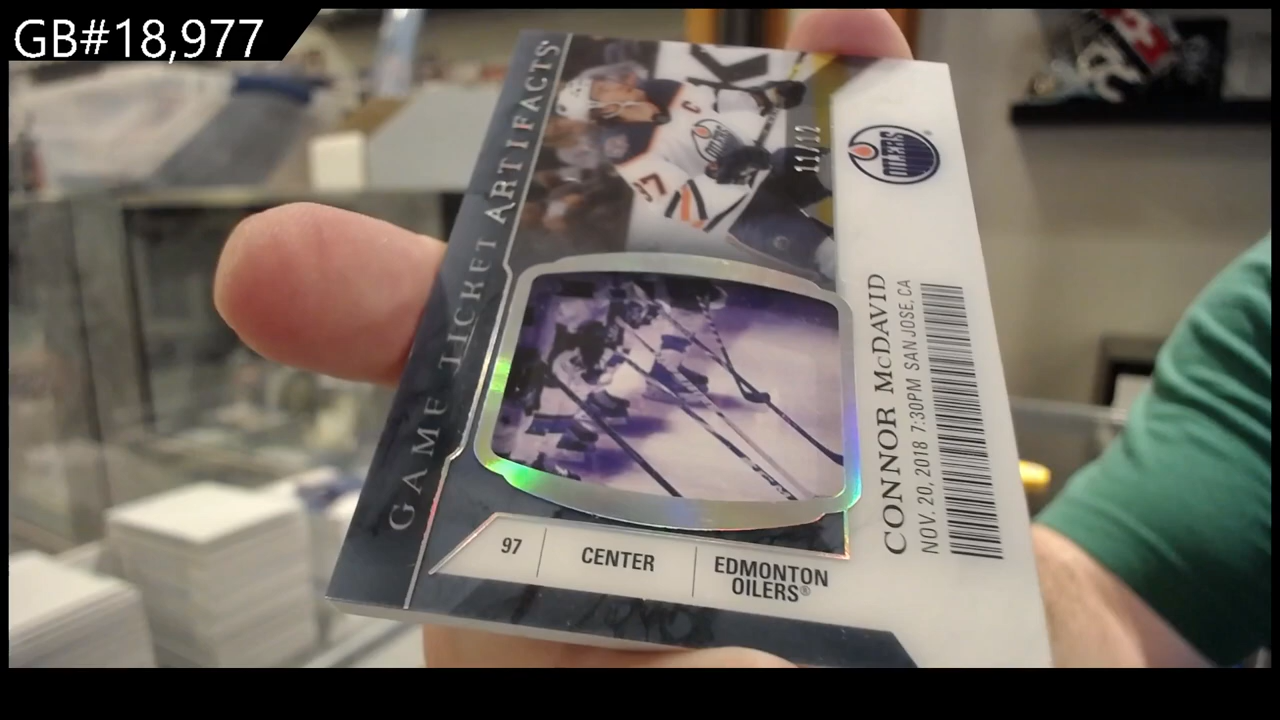 GB#18,977
GAME TICKET ARTIFACTS
11/12
OILERS
97
CONNOR McDAVID
NOV. 20, 2018 7:30PM SAN JOSE, CA
97
CENTER
EDMONTON
OILERS®